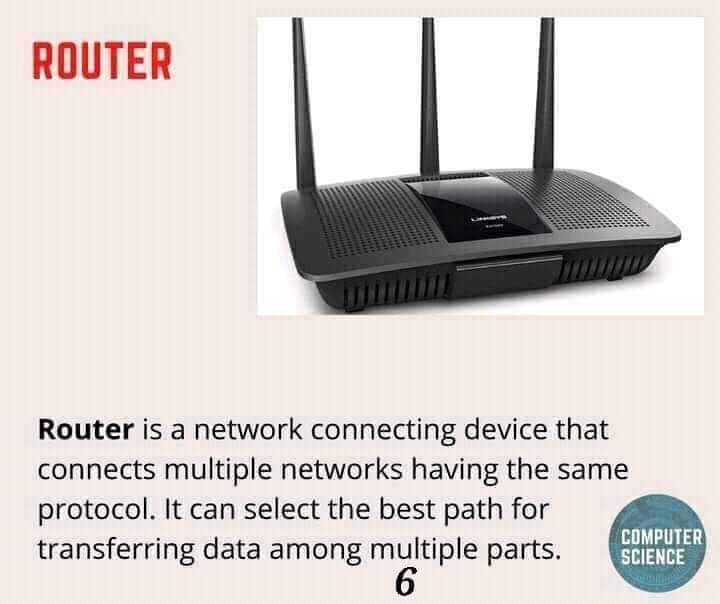 ROUTER
LINKSYS
Router is a network connecting device that
connects multiple networks having the same
protocol. It can select the best path for
transferring data among multiple parts.
COMPUTER
SCIENCE
6